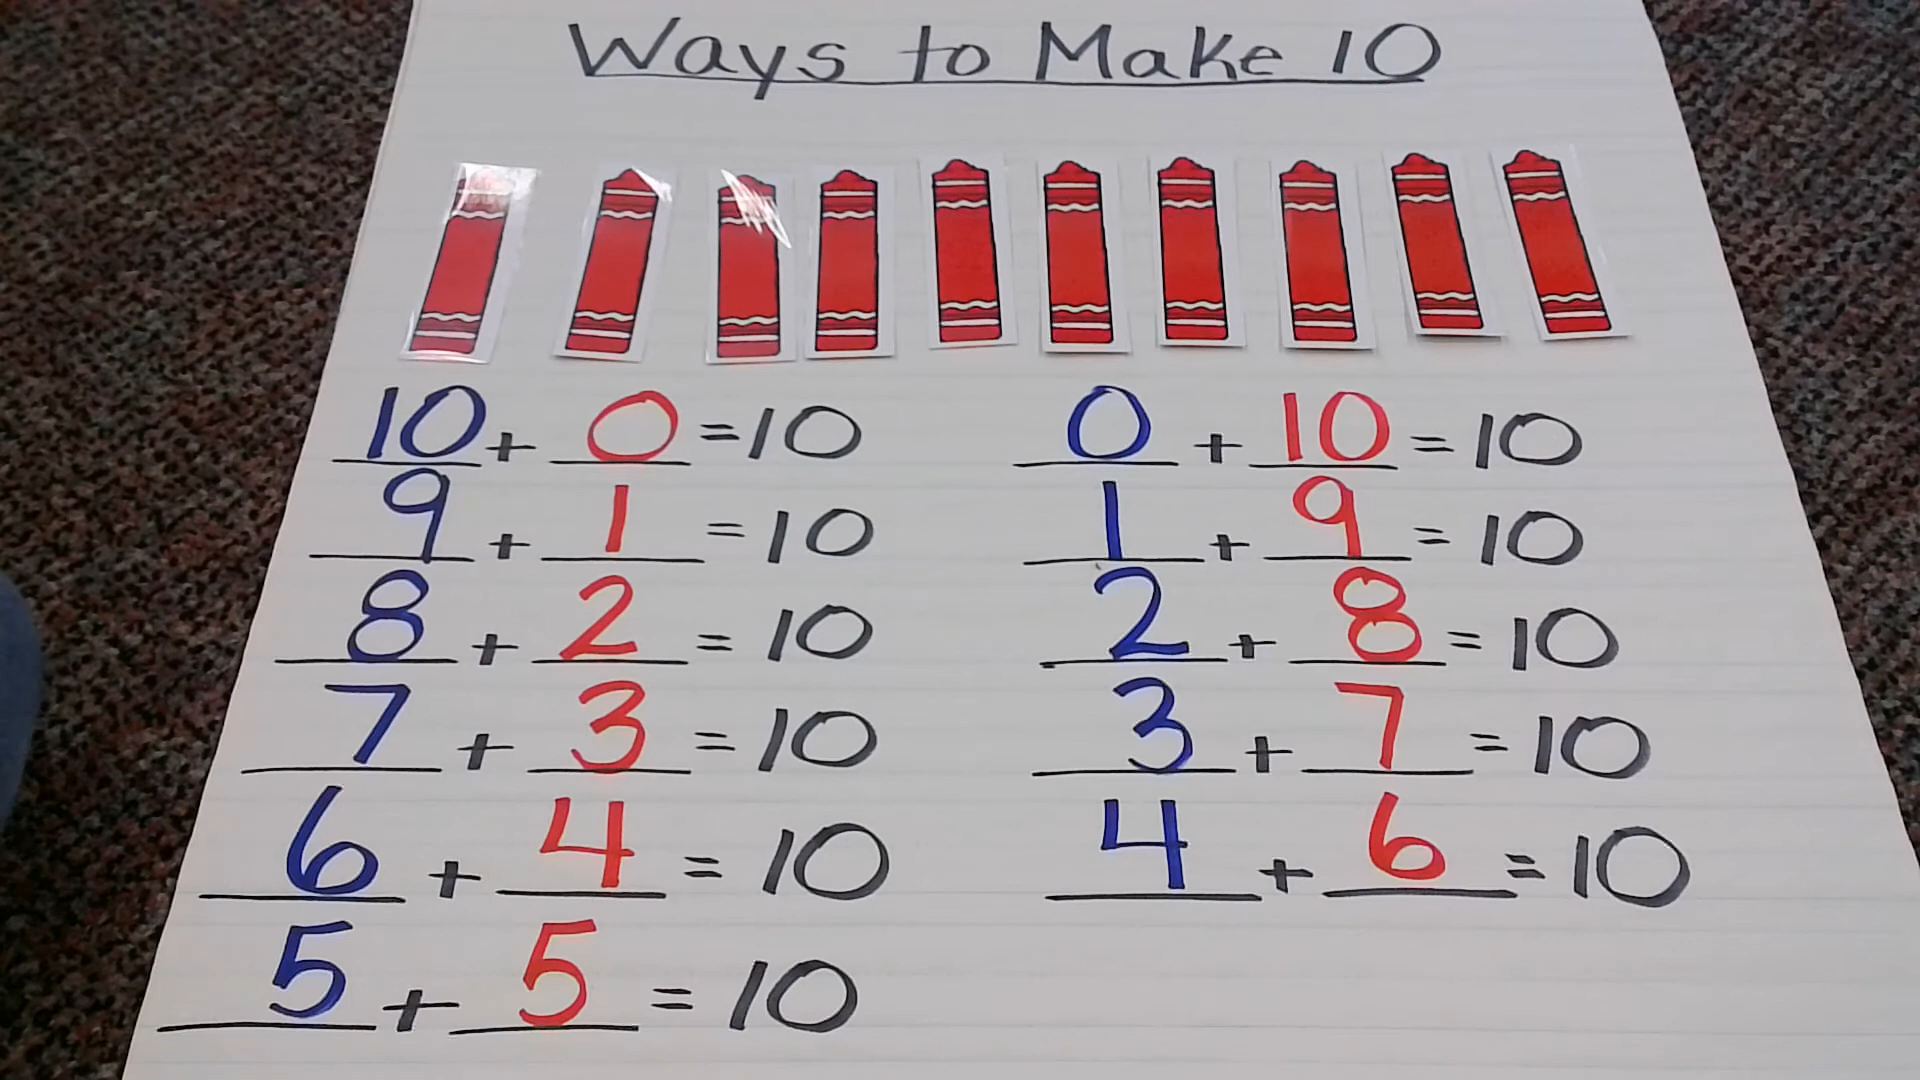 Ways to Make 10
10 + 0 = 10
9 + 1 = 10
8 + 2 = 10
7 + 3 = 10
6 + 4 = 10
5 + 5 = 10
0 + 10 = 10
1 + 9 = 10
2 + 8 = 10
3 + 7 = 10
4 + 6 = 10